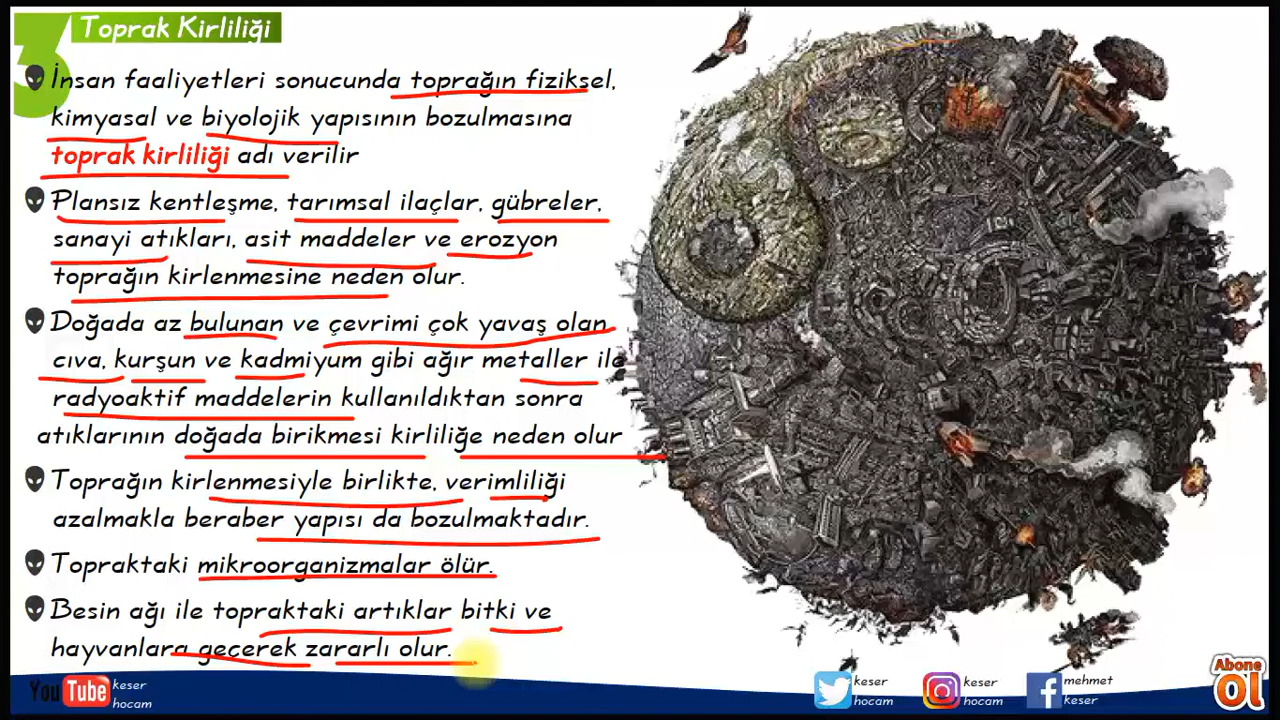 3
Toprak Kirliliği
İnsan faaliyetleri sonucunda toprağın fiziksel,
kimyasal ve biyolojik yapısının bozulmasına
toprak kirliliği adı verilir
Plansız kentleşme, tarımsal ilaçlar, gübreler,
sanayi atıkları, asit maddeler ve erozyon
toprağın kirlenmesine neden olur.
Doğada az bulunan ve çevrimi çok yavaş olan
cıva, kurşun ve kadmiyum gibi ağır metaller ile
radyoaktif maddelerin kullanıldıktan sonra
atıklarının doğada birikmesi kirliliğe neden olur
Toprağın kirlenmesiyle birlikte, verimliliği
azalmakla beraber yapısı da bozulmaktadır.
Topraktaki mikroorganizmalar ölür.
Besin ağı ile topraktaki artıklar bitki ve
hayvanlara geçerek zararlı olur.
YouTube keser hocam
keser hocam
keser hocam
mehmet keser
Abone
Ol